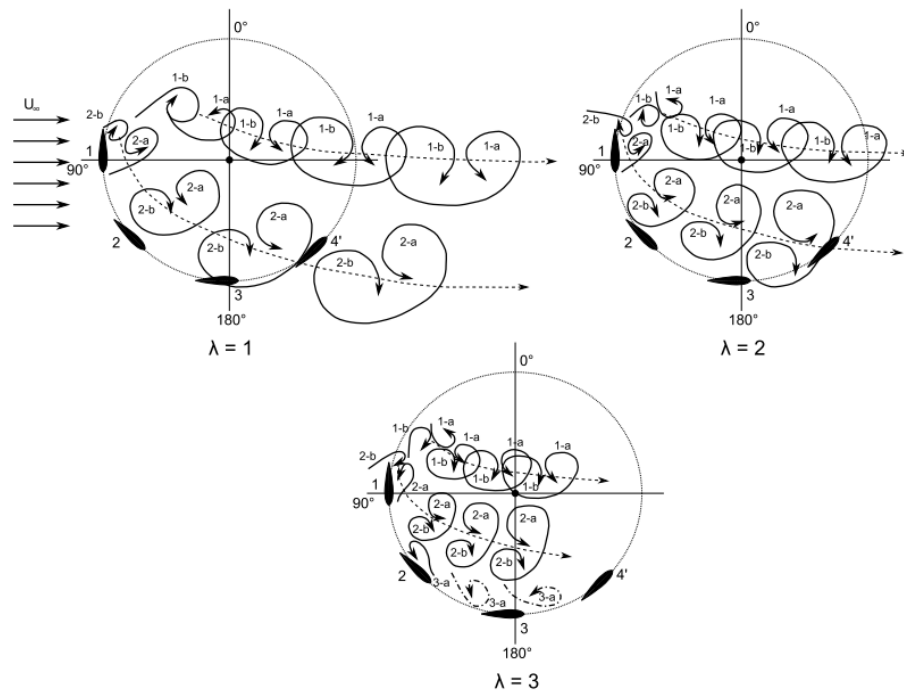 0°
1-b
1-a
1-a
U∞
2-b
1-b
1-b
1-a
2-a
1-b
1
90°
2-a
2-b
2-a
2
2-b
4'
2-a
2-b
3
180°
λ = 1
0°
1-b
1-a
1-a
2-b
1-a
1-a
2-a
1-b
1-b
1-b
1-b
1
90°
2-a
2-a
2-b
2-a
2
2-b
4'
2-b
3
180°
λ = 2
0°
1-a
1-b
1-a
1-a
1-a
2-b
1-b
1-b
1-b
1
2-a
90°
2-a
2-a
2-a
2-b
2-b
2-b
2
4'
3-a
3-a
3-a
3
180°
λ = 3